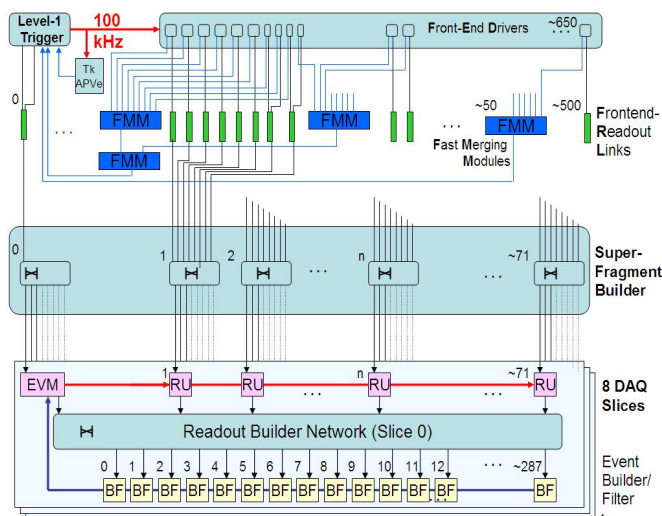 Level-1
Trigger
100
kHz
Front-End Drivers
~650
...
Tk
APVe
0
...
FMM
FMM
FMM
...
~50
FMM
~500
Fast Merging
Modules
Frontend-
Readout
Links
0
1
2
...
n
...
~71
Super-
Fragment
Builder
EVM
1
RU
RU
...
n
RU
...
~71
RU
8 DAQ
Slices
Readout Builder Network (Slice 0)
0 1 2 3 4 5 6 7 8 9 10 11 12 ... ~287
BF BF BF BF BF BF BF BF BF BF BF BF ... BF
Event
Builder/
Filter